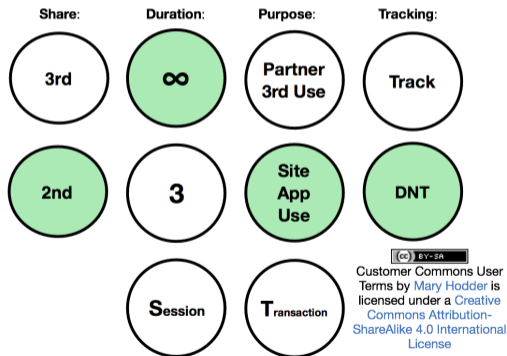 Share: Duration: Purpose: Tracking:
3rd ∞ Partner 3rd Use Track
2nd 3 Site App Use DNT
Session Transaction
(cc) BY-SA
Customer Commons User
Terms by Mary Hodder is
licensed under a Creative
Commons Attribution-
ShareAlike 4.0 International
License